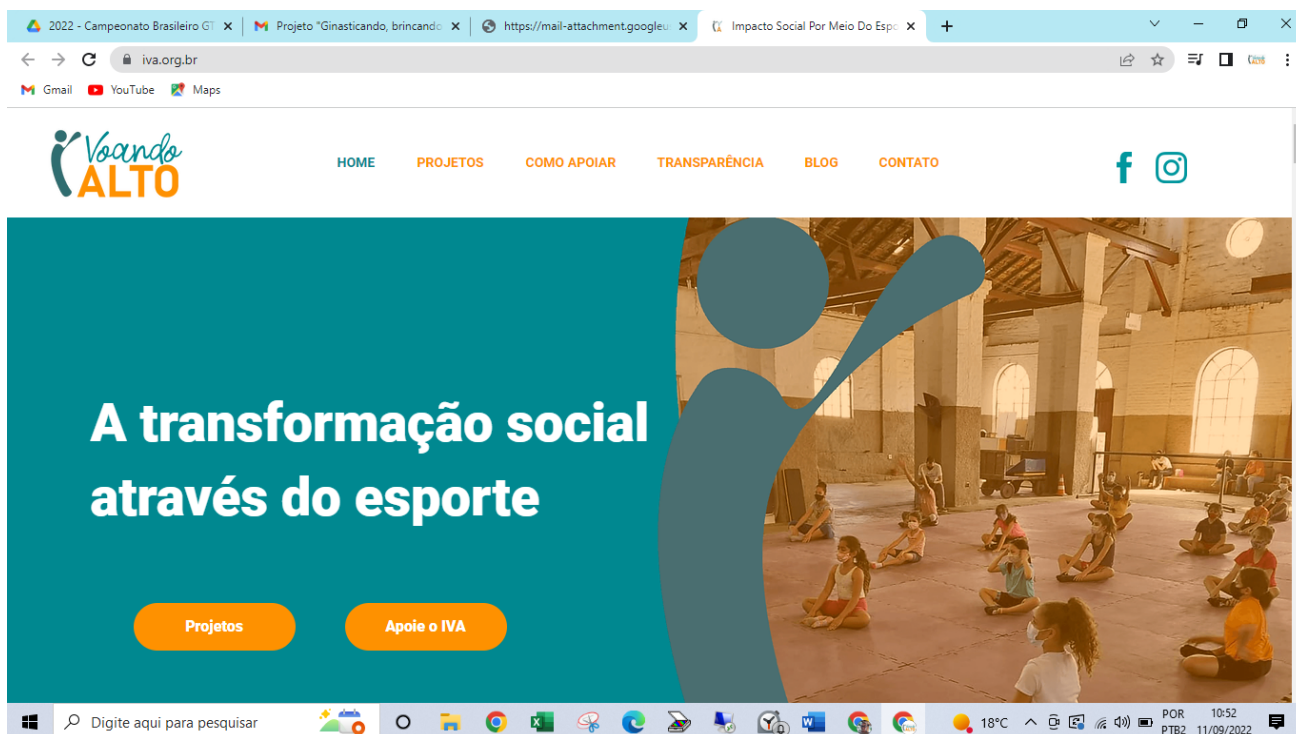 2022 - Campeonato Brasileiro GT
Projeto "Ginasticando, brincando
https://mail-attachment.googleu
Impacto Social Por Meio Do Espo
iva.org.br
Gmail
YouTube
Maps
Voando
ALTO
HOME
PROJETOS
COMO APOIAR
TRANSPARÊNCIA
BLOG
CONTATO
A transformação social
através do esporte
Projetos
Apoie o IVA
Digite aqui para pesquisar
18°C
POR
PTB2
10:52
11/09/2022